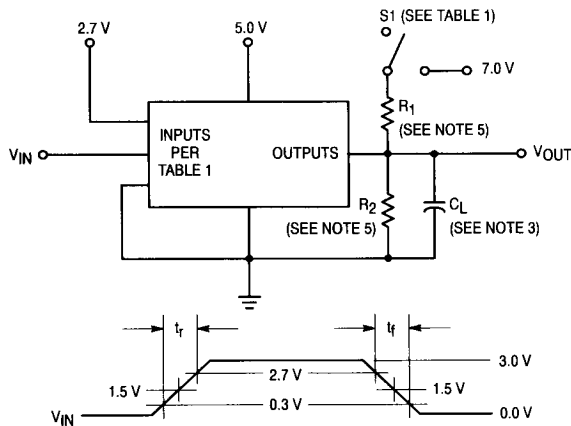 S1 (SEE TABLE 1)
2.7 V
5.0 V
7.0 V
R1
(SEE NOTE 5)
INPUTS
PER
TABLE 1
OUTPUTS
VIN
VOUT
R2
(SEE NOTE 5)
CL
(SEE NOTE 3)
tr
tf
3.0 V
2.7 V
1.5 V
1.5 V
0.3 V
VIN
0.0 V